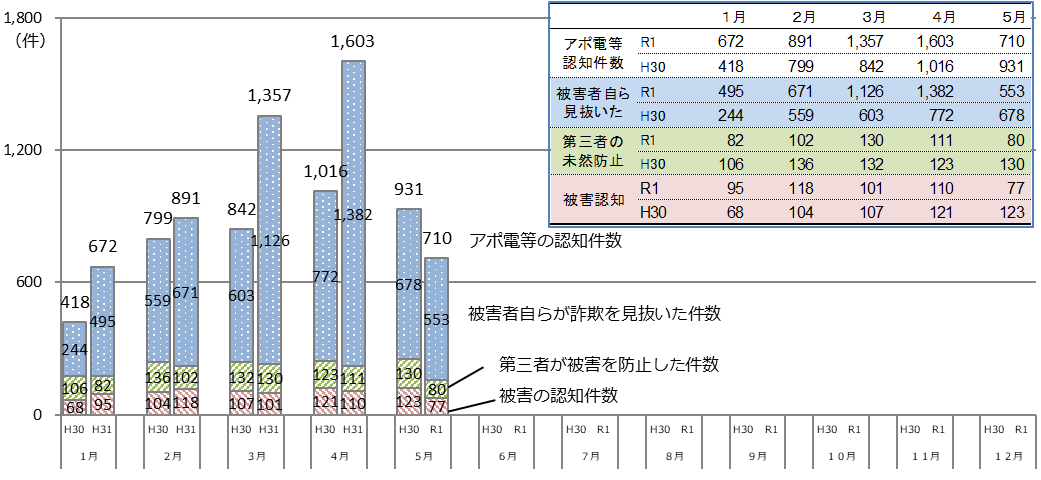 1,800
(件)
1,200
600
0
1月 2月 3月 4月 5月
アポ電等
認知件数
R1 672 891 1,357 1,603 710
H30 418 799 842 1,016 931
被害者自ら
見抜いた
R1 495 671 1,126 1,382 553
H30 244 559 603 772 678
第三者の
未然防止
R1 82 102 130 111 80
H30 106 136 132 123 130
被害認知
R1 95 118 101 110 77
H30 68 104 107 121 123
418 672 799 891 842 1,357 1,016 1,603 931 710
244 495 559 671 603 1,126 772 1,382 678 553
106 82 136 102 132 130 123 111 130 80
68 95 104 118 107 101 121 110 123 77
アポ電等の認知件数
被害者自らが詐欺を見抜いた件数
第三者が被害を防止した件数
被害の認知件数
H30 H31 H30 H31 H30 H31 H30 H31 H30 R1 H30 R1 H30 R1 H30 R1 H30 R1 H30 R1 H30 R1 H30 R1
1月 2月 3月 4月 5月 6月 7月 8月 9月 10月 11月 12月